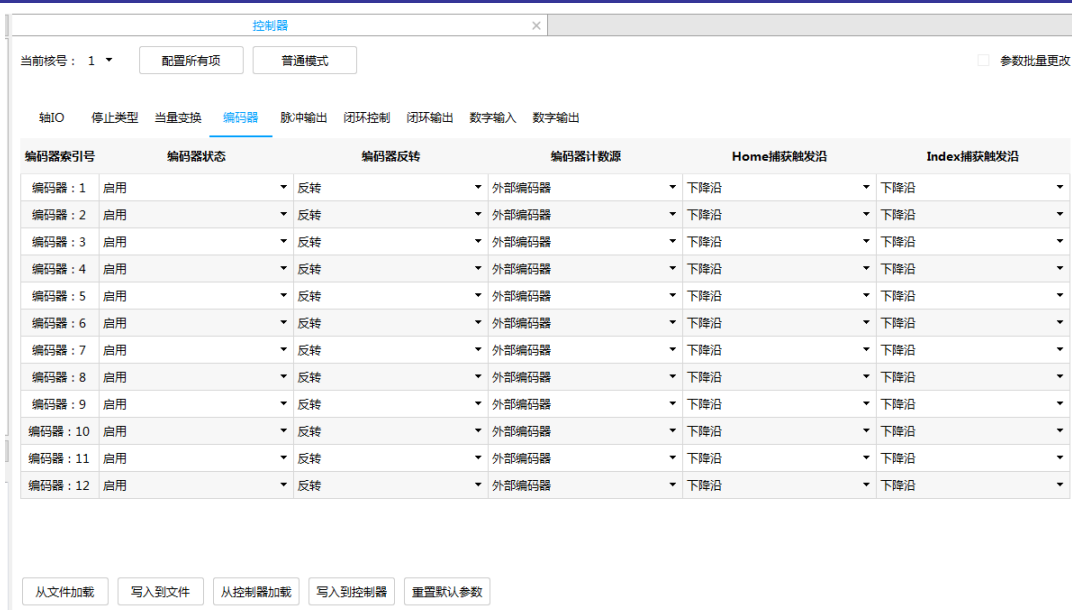 控制器
当前核号： 1 配置所有项 普通模式 参数批量更改
轴IO 停止类型 当量变换 编码器 脉冲输出 闭环控制 闭环输出 数字输入 数字输出
编码器索引号 编码器状态 编码器反转 编码器计数源 Home捕获触发沿 Index捕获触发沿
编码器：1 启用 反转 外部编码器 下降沿 下降沿
编码器：2 启用 反转 外部编码器 下降沿 下降沿
编码器：3 启用 反转 外部编码器 下降沿 下降沿
编码器：4 启用 反转 外部编码器 下降沿 下降沿
编码器：5 启用 反转 外部编码器 下降沿 下降沿
编码器：6 启用 反转 外部编码器 下降沿 下降沿
编码器：7 启用 反转 外部编码器 下降沿 下降沿
编码器：8 启用 反转 外部编码器 下降沿 下降沿
编码器：9 启用 反转 外部编码器 下降沿 下降沿
编码器：10 启用 反转 外部编码器 下降沿 下降沿
编码器：11 启用 反转 外部编码器 下降沿 下降沿
编码器：12 启用 反转 外部编码器 下降沿 下降沿
从文件加载 写入到文件 从控制器加载 写入到控制器 重置默认参数